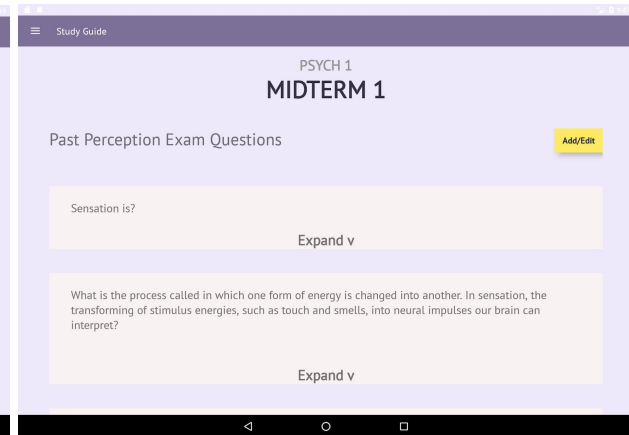 Study Guide
PSYCH 1
MIDTERM 1
Past Perception Exam Questions
Add/Edit
Sensation is?
Expand v
What is the process called in which one form of energy is changed into another. In sensation, the
transforming of stimulus energies, such as touch and smells, into neural impulses our brain can
interpret?
Expand v